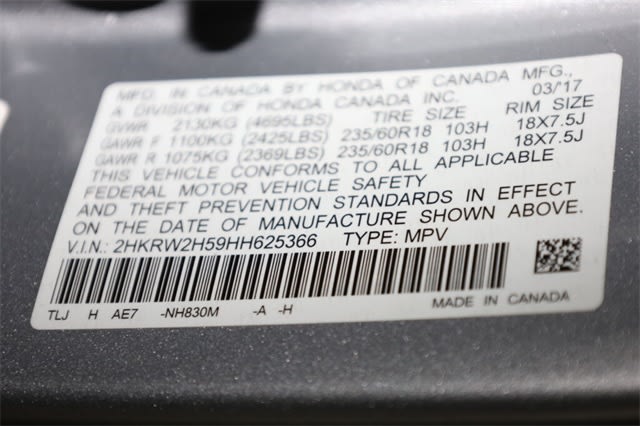 MFG. IN CANADA BY HONDA OF CANADA MFG.,
A DIVISION OF HONDA CANADA INC. 03/17
GVWR 2130KG (4695LBS) TIRE SIZE RIM SIZE
GAWR F 1100KG (2425LBS) 235/60R18 103H 18X7.5J
GAWR R 1075KG (2369LBS) 235/60R18 103H 18X7.5J
THIS VEHICLE CONFORMS TO ALL APPLICABLE
FEDERAL MOTOR VEHICLE SAFETY
AND THEFT PREVENTION STANDARDS IN EFFECT
ON THE DATE OF MANUFACTURE SHOWN ABOVE.
V.I.N.: 2HKRW2H59HH625366 TYPE: MPV
TLJ H AE7 -NH830M -A -H MADE IN CANADA